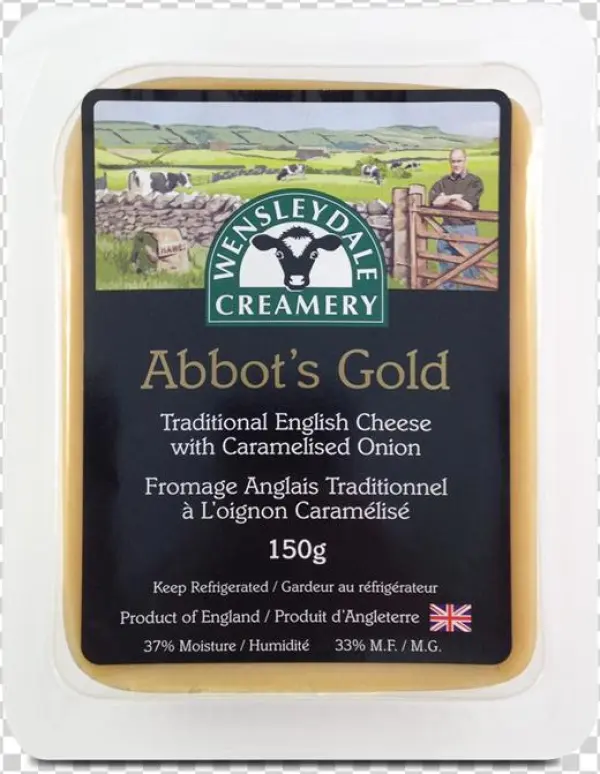 HAWES
WENSLEYDALE
CREAMERY
Abbot's Gold
Traditional English Cheese
with Caramelised Onion
Fromage Anglais Traditionnel
à L'oignon Caramélisé
150g
Keep Refrigerated / Gardeur au réfrigérateur
Product of England / Produit d'Angleterre
37% Moisture / Humidité 33% M.F. / M.G.